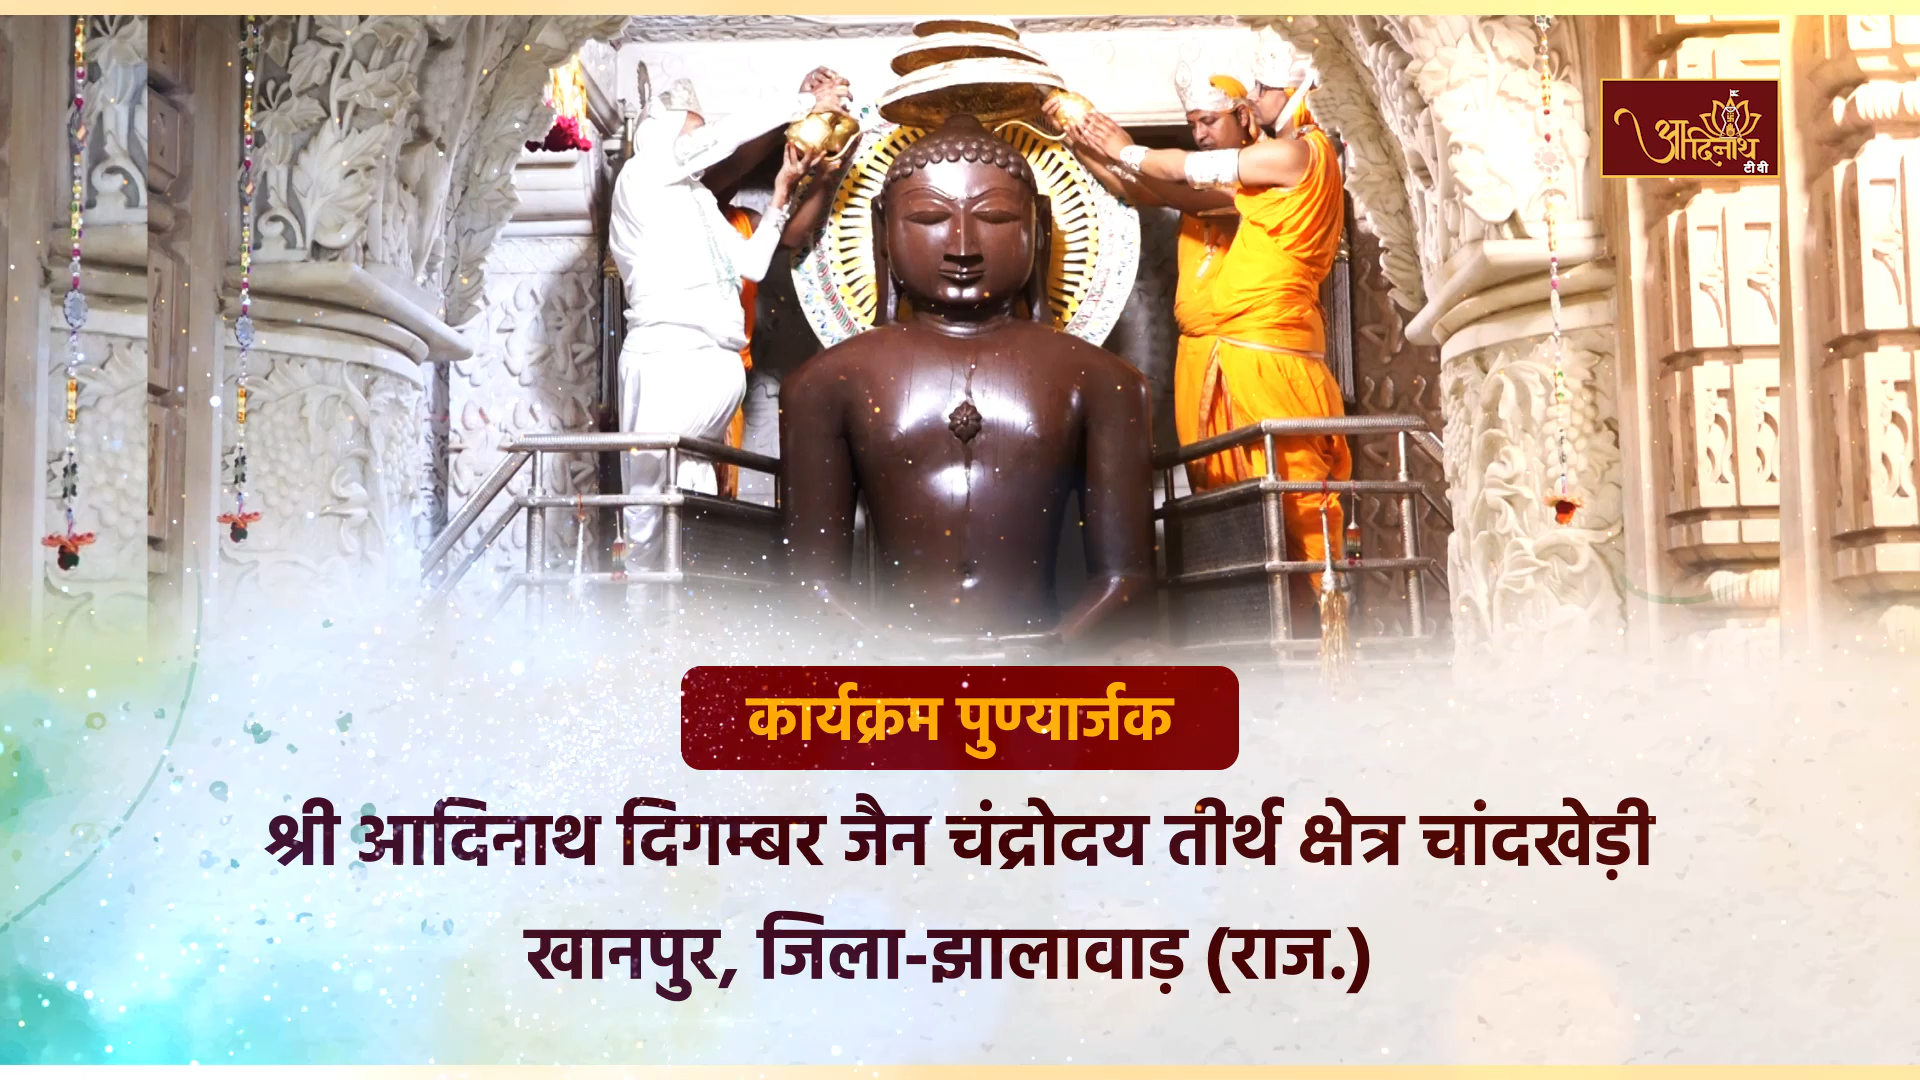 आदिनाथ
टीवी
कार्यक्रम पुण्यार्जक
श्री आदिनाथ दिगम्बर जैन चंद्रोदय तीर्थ क्षेत्र चांदखेड़ी
खानपुर, जिला-झालावाड़ (राज.)